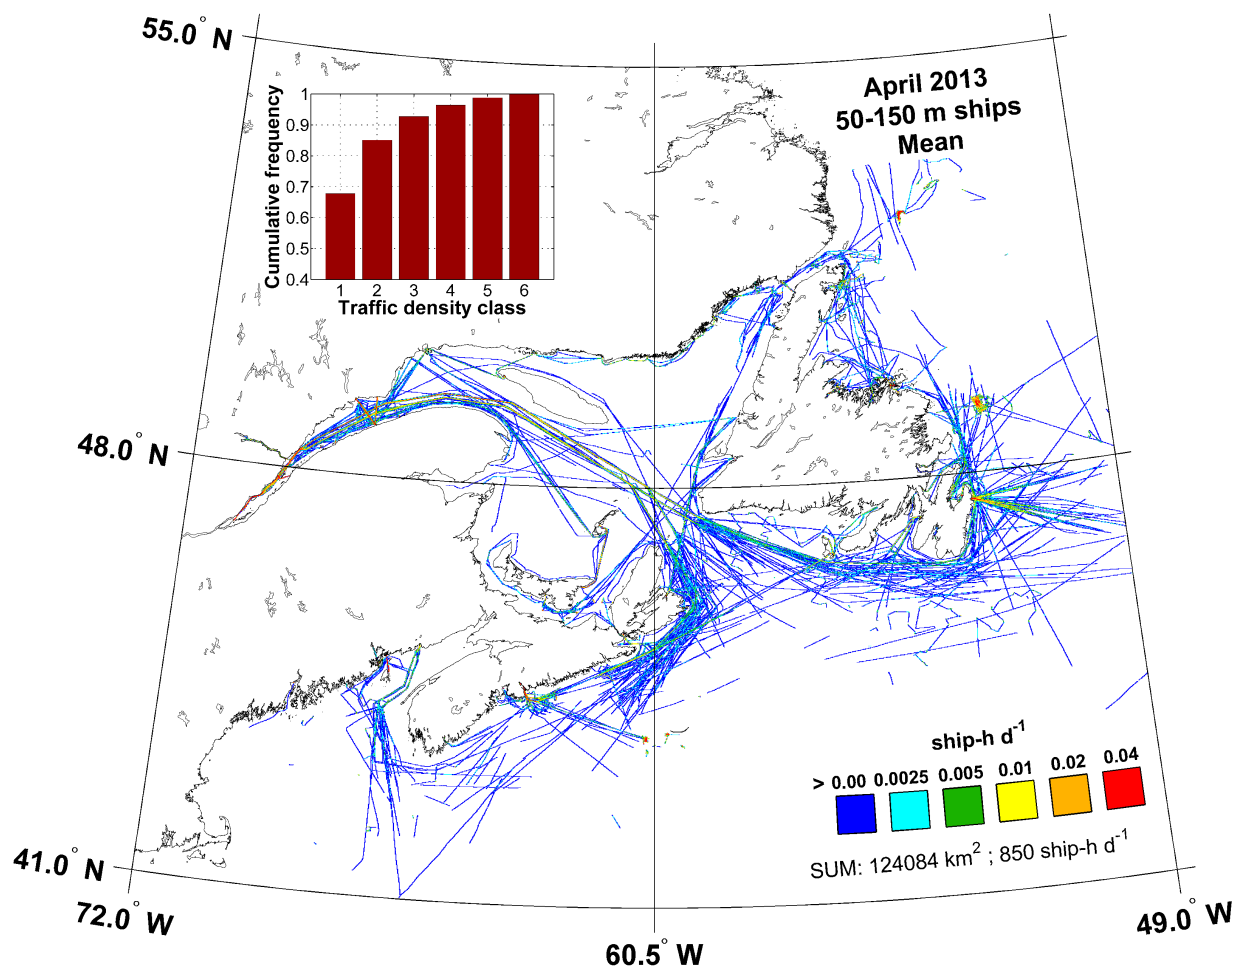 55.0° N
April 2013
50-150 m ships
Mean
Cumulative frequency
1
0.9
0.8
0.7
0.6
0.5
0.4
1 2 3 4 5 6
Traffic density class
48.0° N
ship-h d⁻¹
> 0.00 0.0025 0.005 0.01 0.02 0.04
SUM: 124084 km² ; 850 ship-h d⁻¹
41.0° N
72.0° W
60.5° W
49.0° W